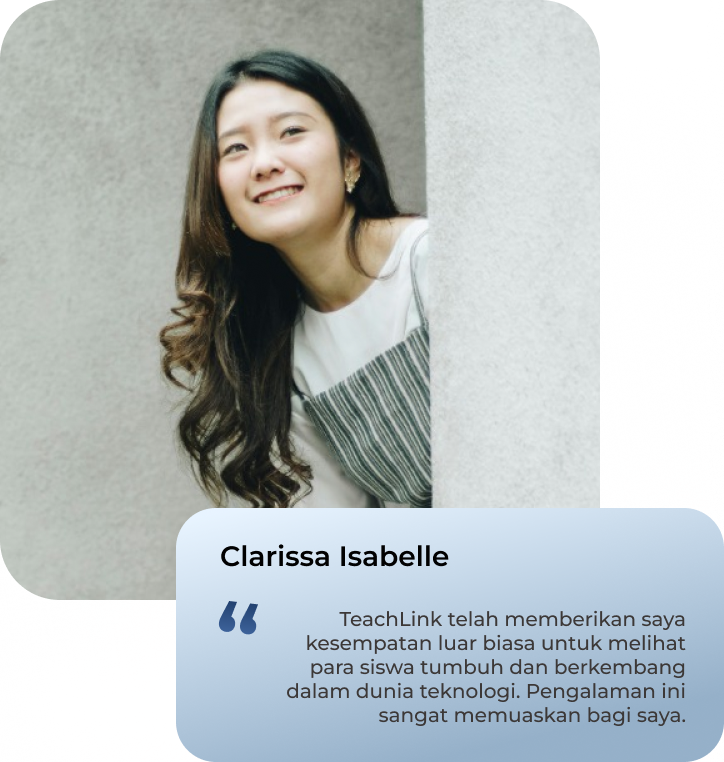 Clarissa Isabelle
“
TeachLink telah memberikan saya
kesempatan luar biasa untuk melihat
para siswa tumbuh dan berkembang
dalam dunia teknologi. Pengalaman ini
sangat memuaskan bagi saya.